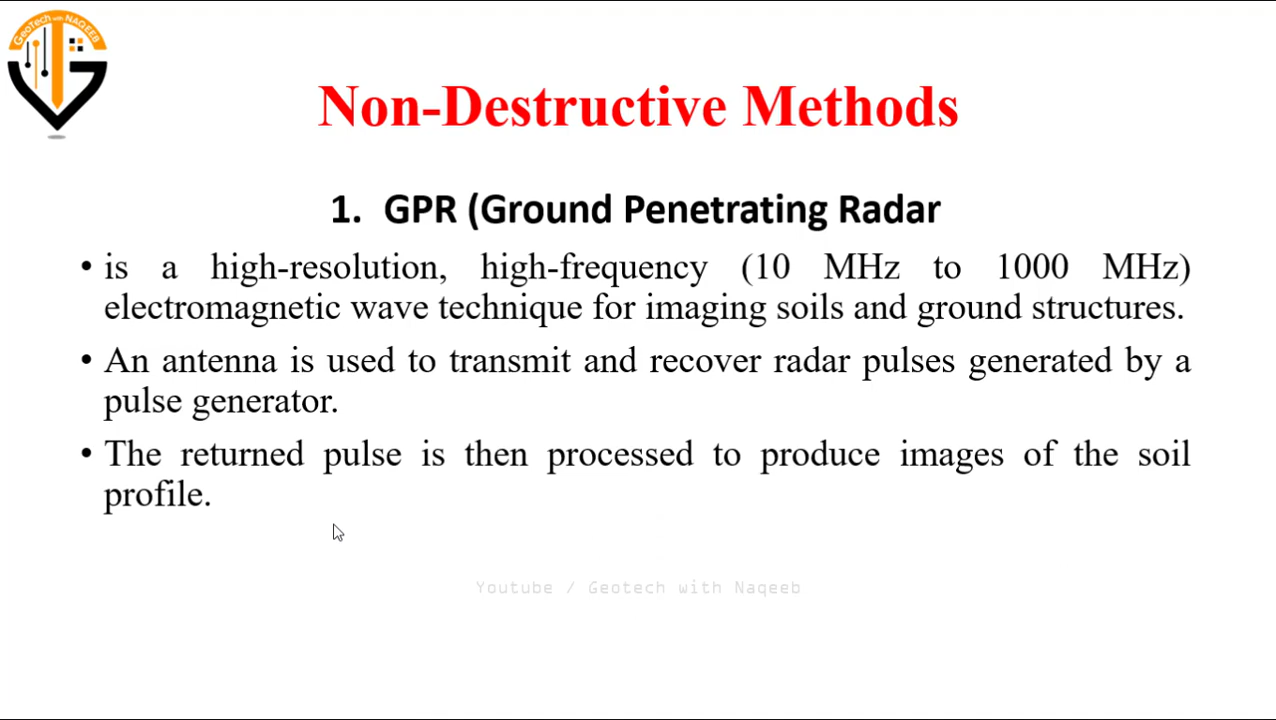 GeoTech with NAQEEB
Non-Destructive Methods
1. GPR (Ground Penetrating Radar
• is a high-resolution, high-frequency (10 MHz to 1000 MHz)
electromagnetic wave technique for imaging soils and ground structures.
• An antenna is used to transmit and recover radar pulses generated by a
pulse generator.
• The returned pulse is then processed to produce images of the soil
profile.
Youtube / Geotech with Naqeeb